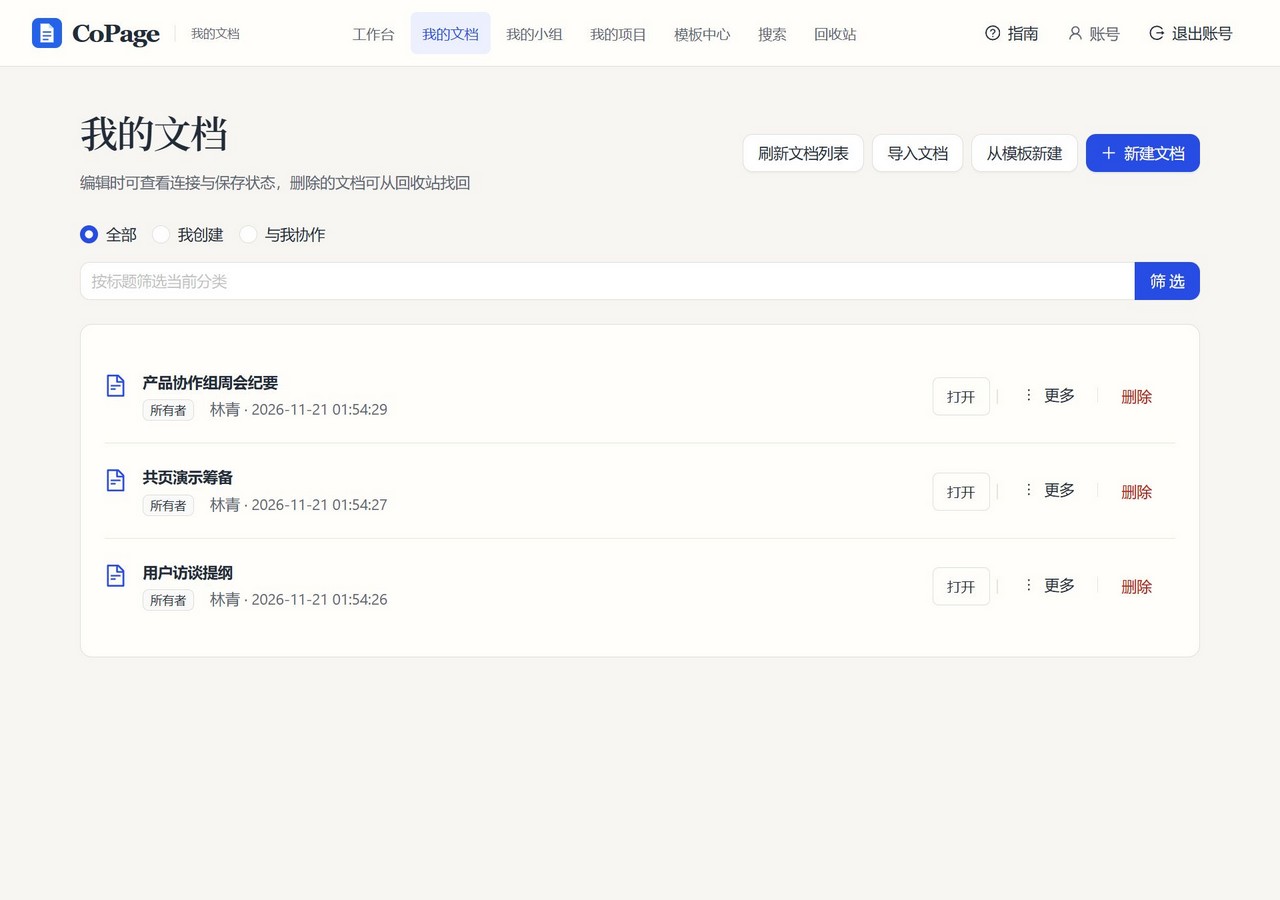 CoPage 我的文档 工作台 我的文档 我的小组 我的项目 模板中心 搜索 回收站 指南 账号 退出账号
我的文档
刷新文档列表 导入文档 从模板新建 新建文档
编辑时可查看连接与保存状态，删除的文档可从回收站找回
全部 我创建 与我协作
按标题筛选当前分类 筛选
产品协作组周会纪要
所有者 林青 · 2026-11-21 01:54:29 打开 更多 删除
共页演示筹备
所有者 林青 · 2026-11-21 01:54:27 打开 更多 删除
用户访谈提纲
所有者 林青 · 2026-11-21 01:54:26 打开 更多 删除